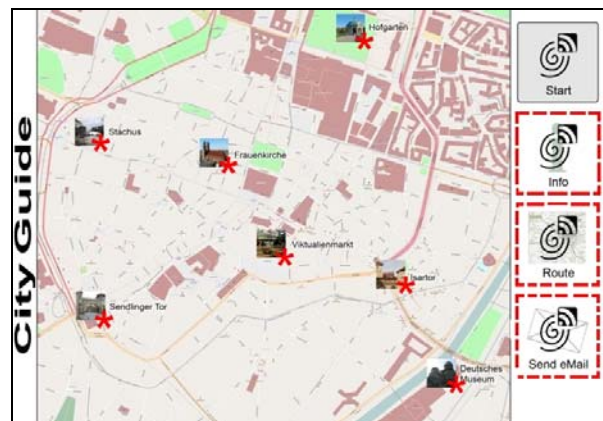 City Guide
Hofgarten
Stachus
Frauenkirche
Viktualienmarkt
Isartor
Sendlinger Tor
Deutsches
Museum
Start
Info
Route
Send eMail